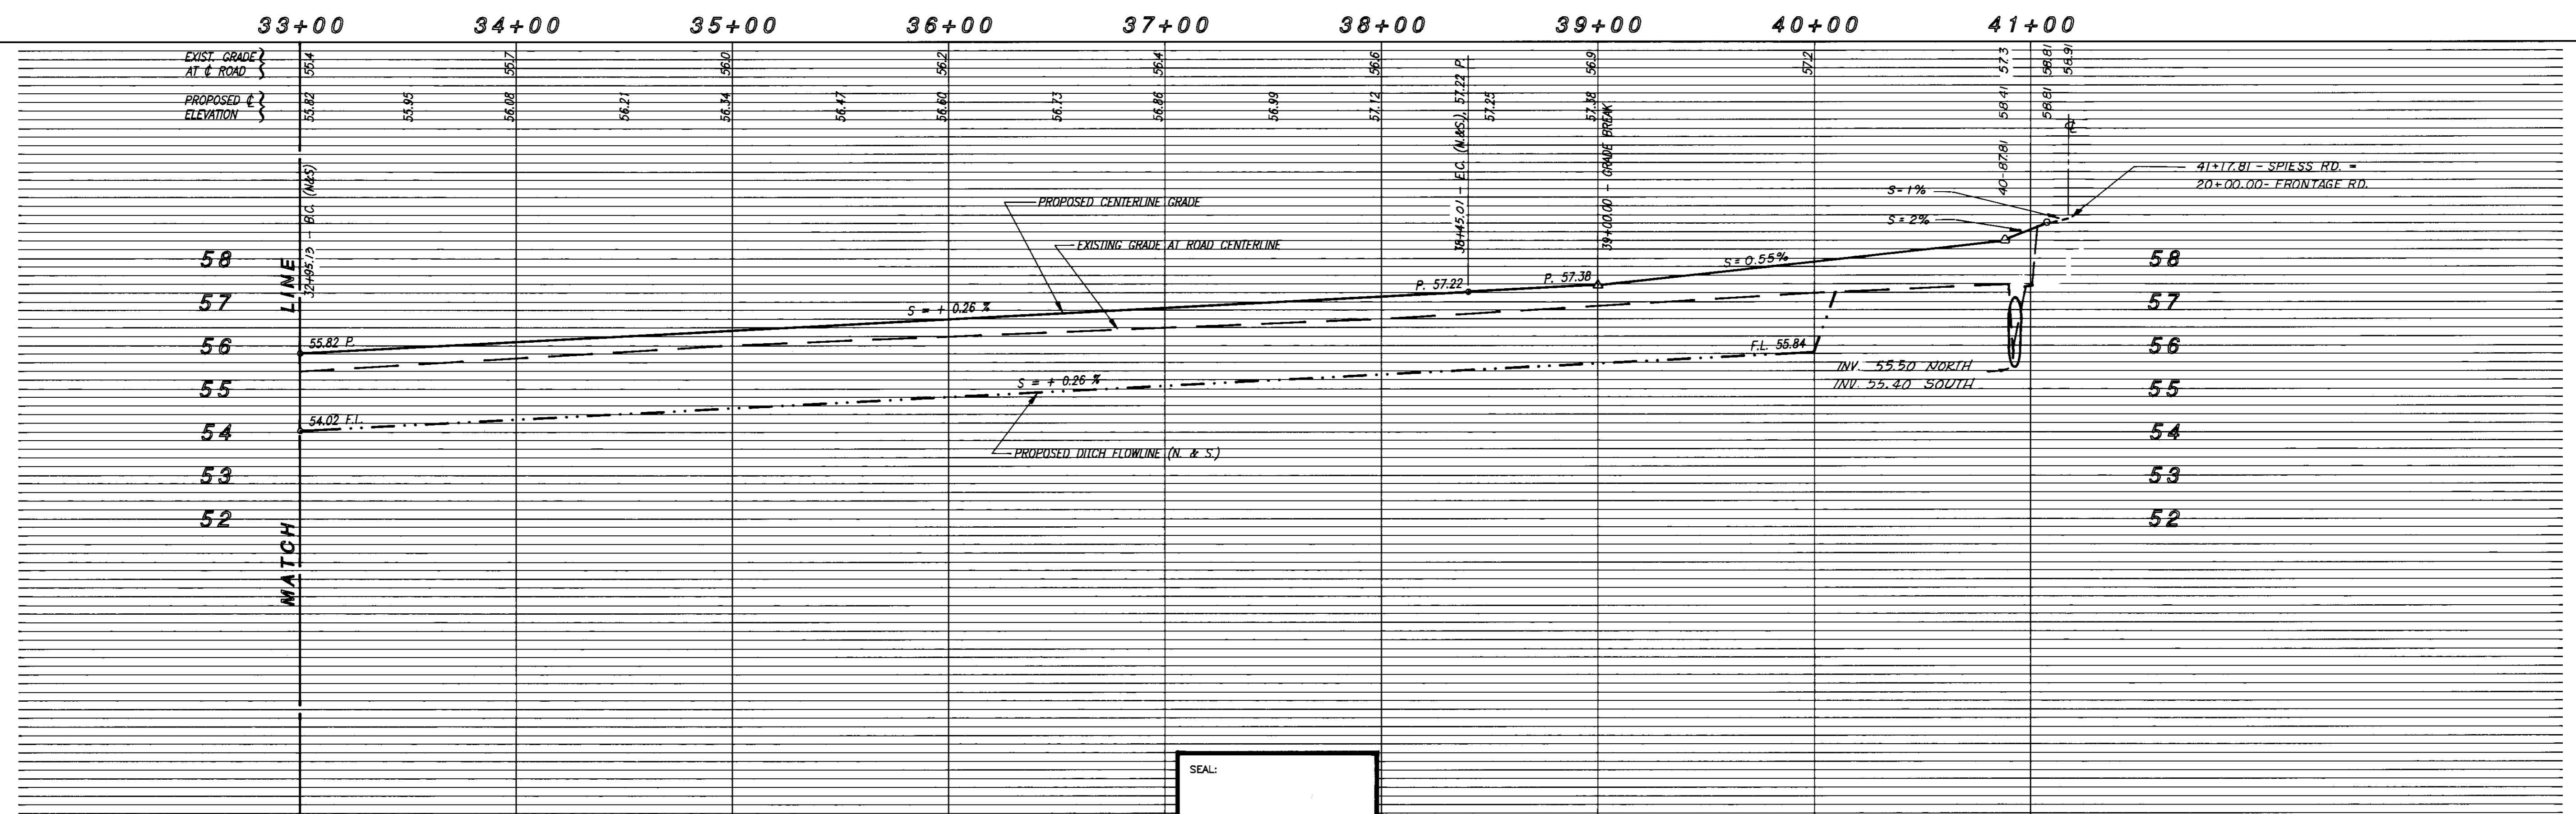 33+00 34+00 35+00 36+00 37+00 38+00 39+00 40+00 41+00
EXIST. GRADE
AT ℄ ROAD
55.4 55.7 56.0 56.2 56.4 56.6 56.9 57.2 57.3 58.81 58.91
PROPOSED ℄
ELEVATION
55.82 55.95 56.08 56.21 56.34 56.47 56.60 56.73 56.86 56.99 57.12 57.25 57.38 58.41 58.81
32+95.13 - B.C. (N&S)
38+45.01 - E.C. (N.&S.), 57.22 P.
39+00.00 - GRADE BREAK
40-87.81
℄
41+17.81 - SPIESS RD. =
20+00.00- FRONTAGE RD.
S= 1%
S = 2%
PROPOSED CENTERLINE GRADE
EXISTING GRADE AT ROAD CENTERLINE
S = 0.55%
P. 57.22
P. 57.38
S = + 0.26 %
55.82 P.
F.L. 55.84
INV. 55.50 NORTH
INV. 55.40 SOUTH
S = + 0.26 %
54.02 F.L.
PROPOSED DITCH FLOWLINE (N. & S.)
58
57
56
55
54
53
52
58
57
56
55
54
53
52
MATCH LINE
SEAL: